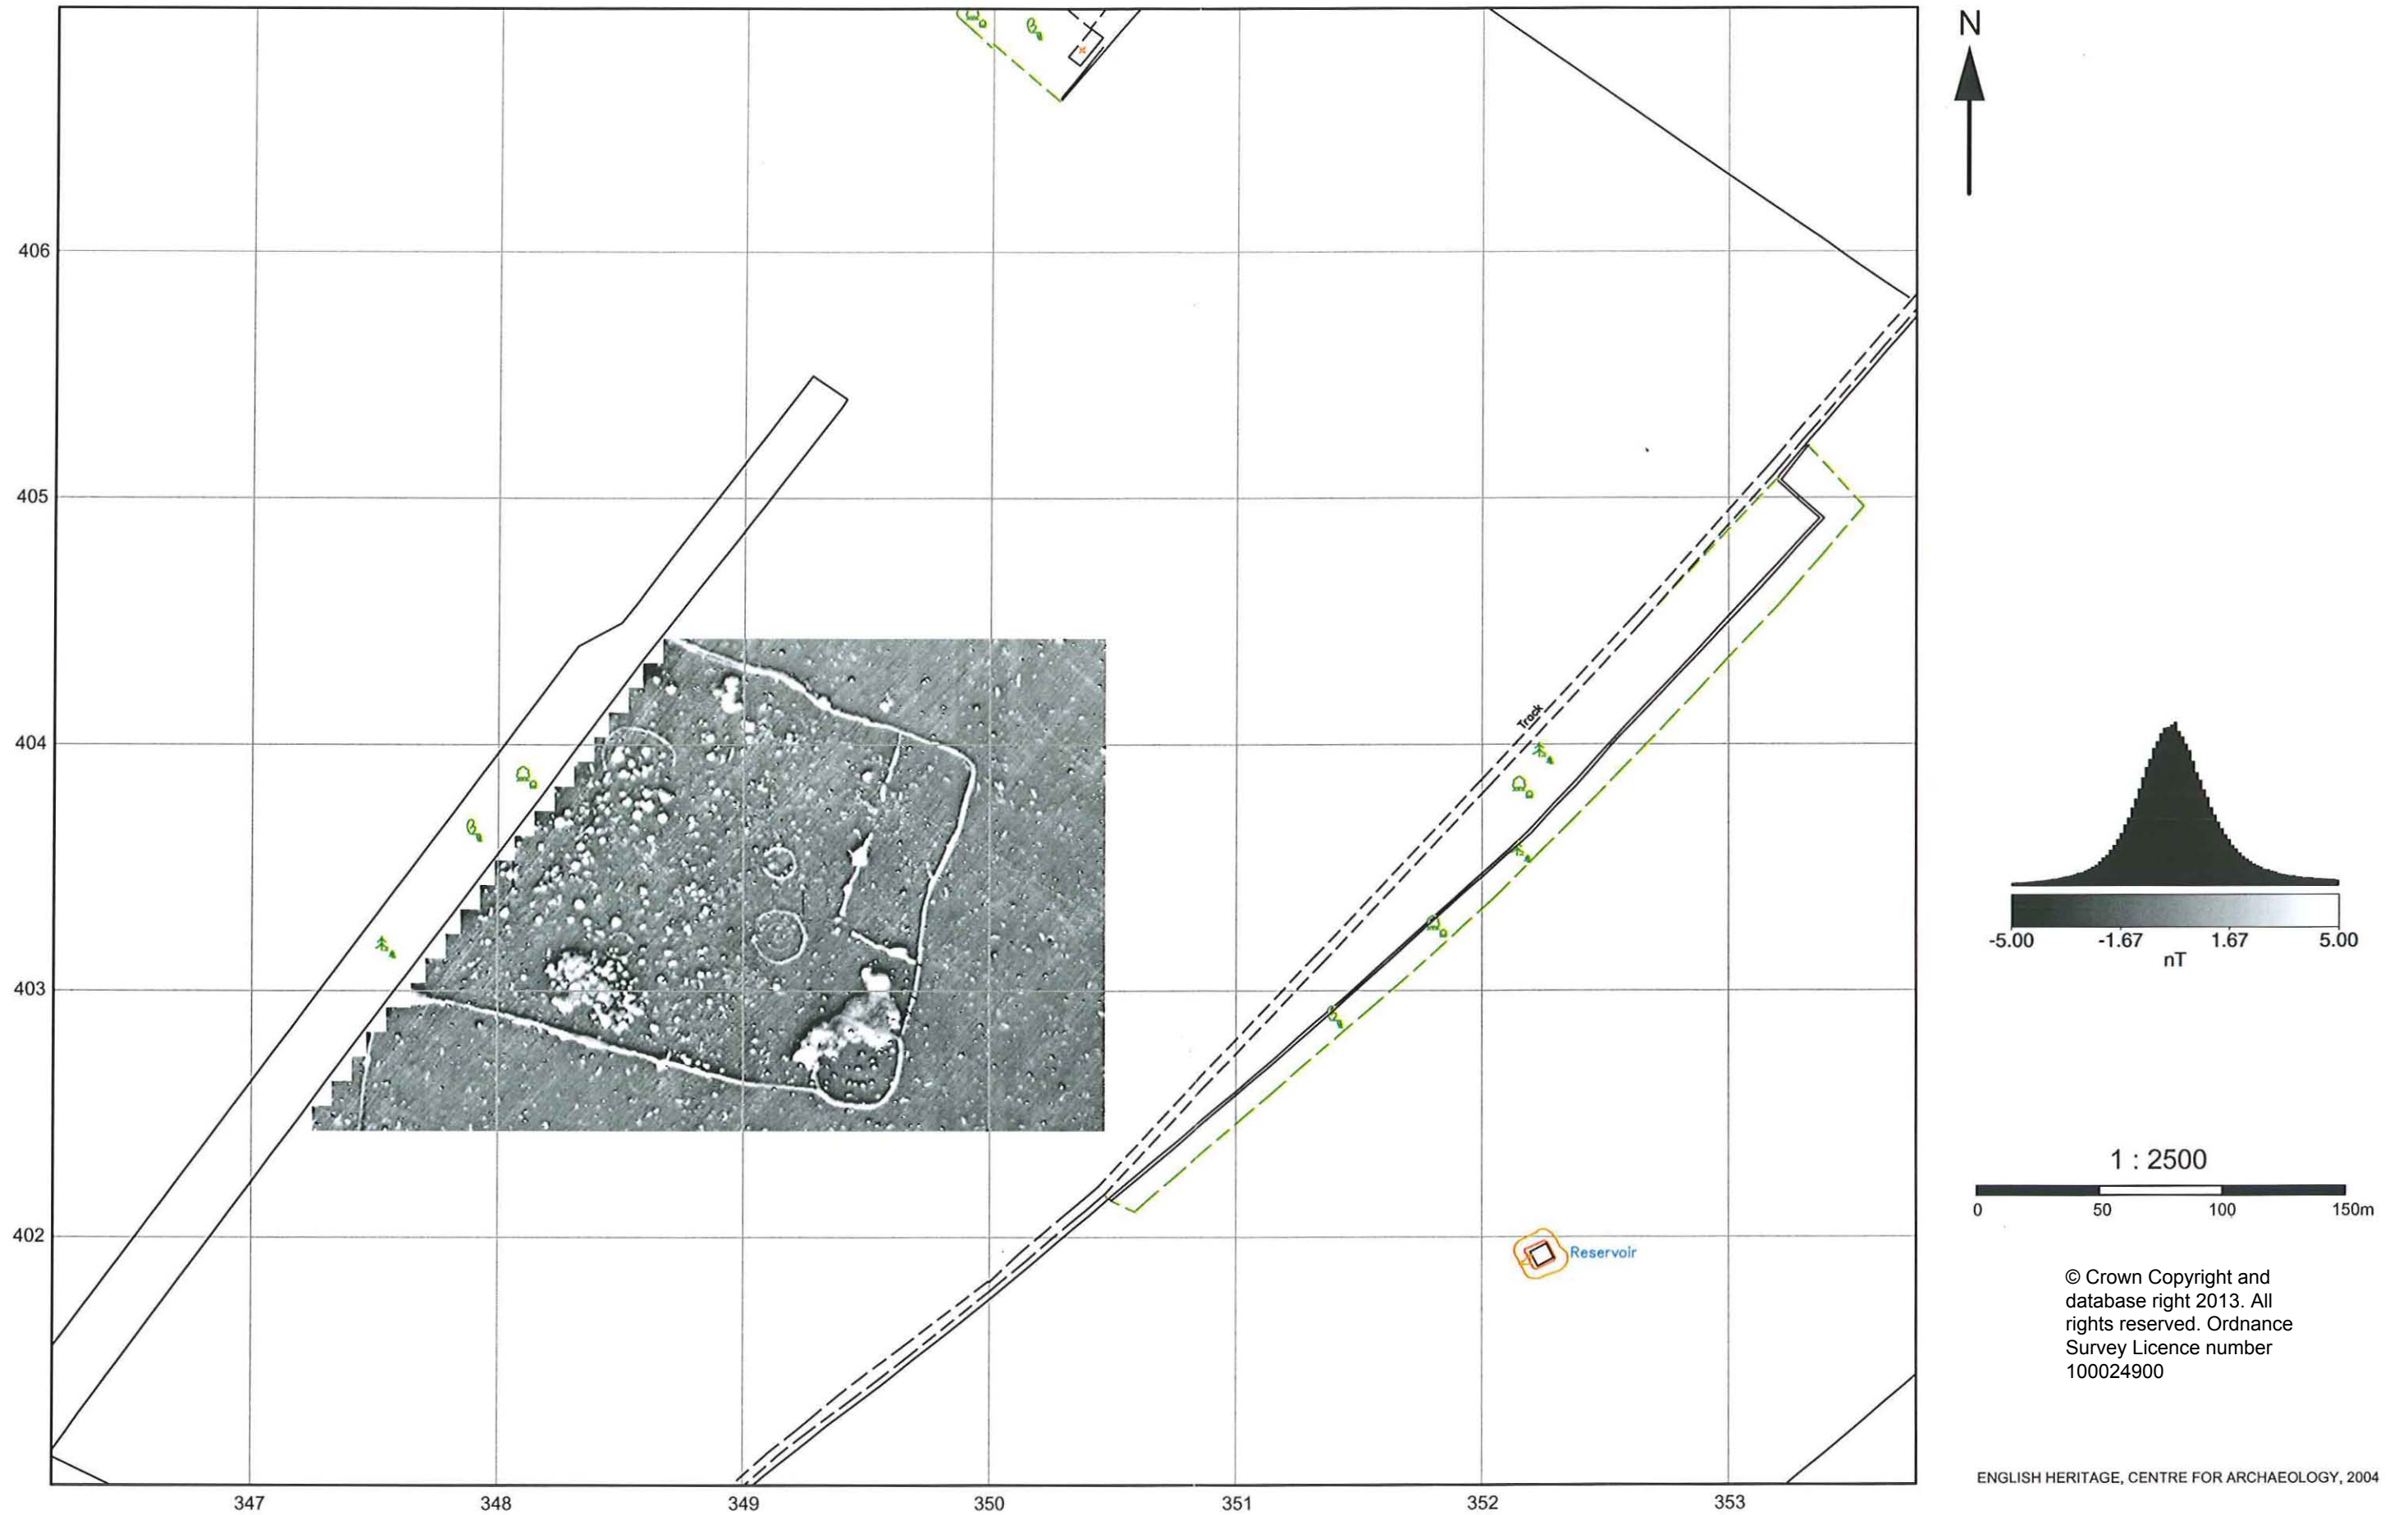 N
406
405
404
403
402
347
348
349
350
351
352
353
Track
Reservoir
-5.00
-1.67
1.67
5.00
nT
1 : 2500
0
50
100
150m
© Crown Copyright and
database right 2013. All
rights reserved. Ordnance
Survey Licence number
100024900
ENGLISH HERITAGE, CENTRE FOR ARCHAEOLOGY, 2004